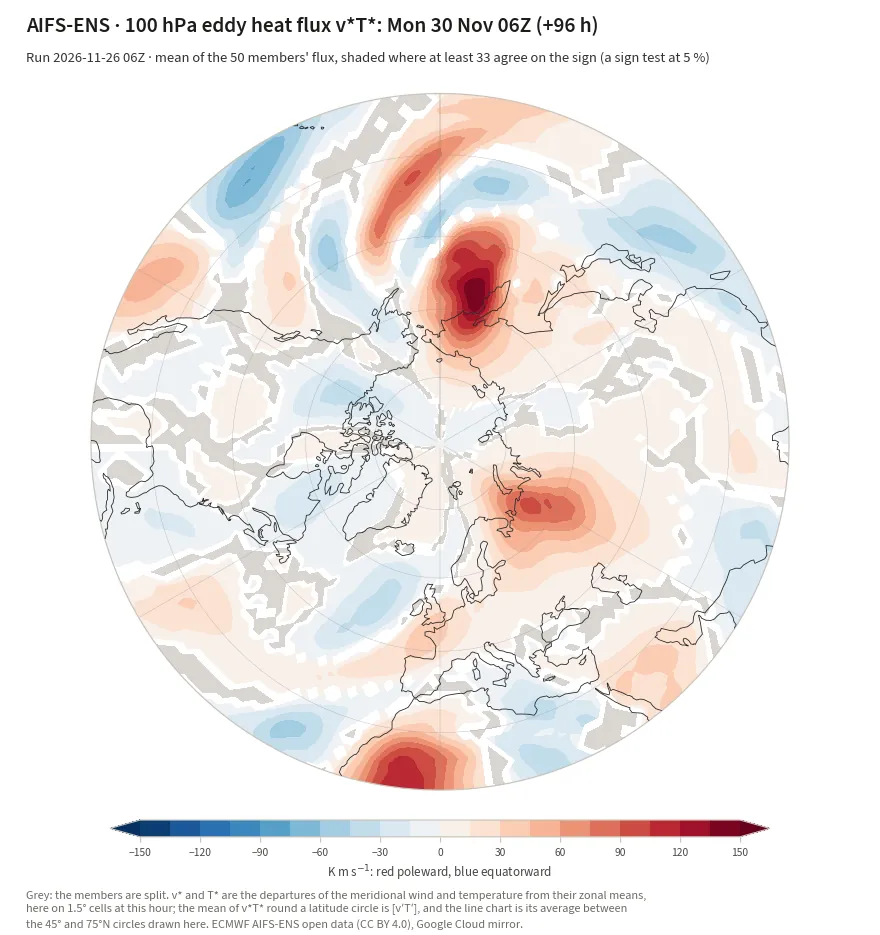 AIFS-ENS · 100 hPa eddy heat flux v*T*: Mon 30 Nov 06Z (+96 h)
Run 2026-11-26 06Z · mean of the 50 members' flux, shaded where at least 33 agree on the sign (a sign test at 5 %)
−150 −120 −90 −60 −30 0 30 60 90 120 150
K m s⁻¹: red poleward, blue equatorward
Grey: the members are split. v* and T* are the departures of the meridional wind and temperature from their zonal means,
here on 1.5° cells at this hour; the mean of v*T* round a latitude circle is [v'T'], and the line chart is its average between
the 45° and 75°N circles drawn here. ECMWF AIFS-ENS open data (CC BY 4.0), Google Cloud mirror.